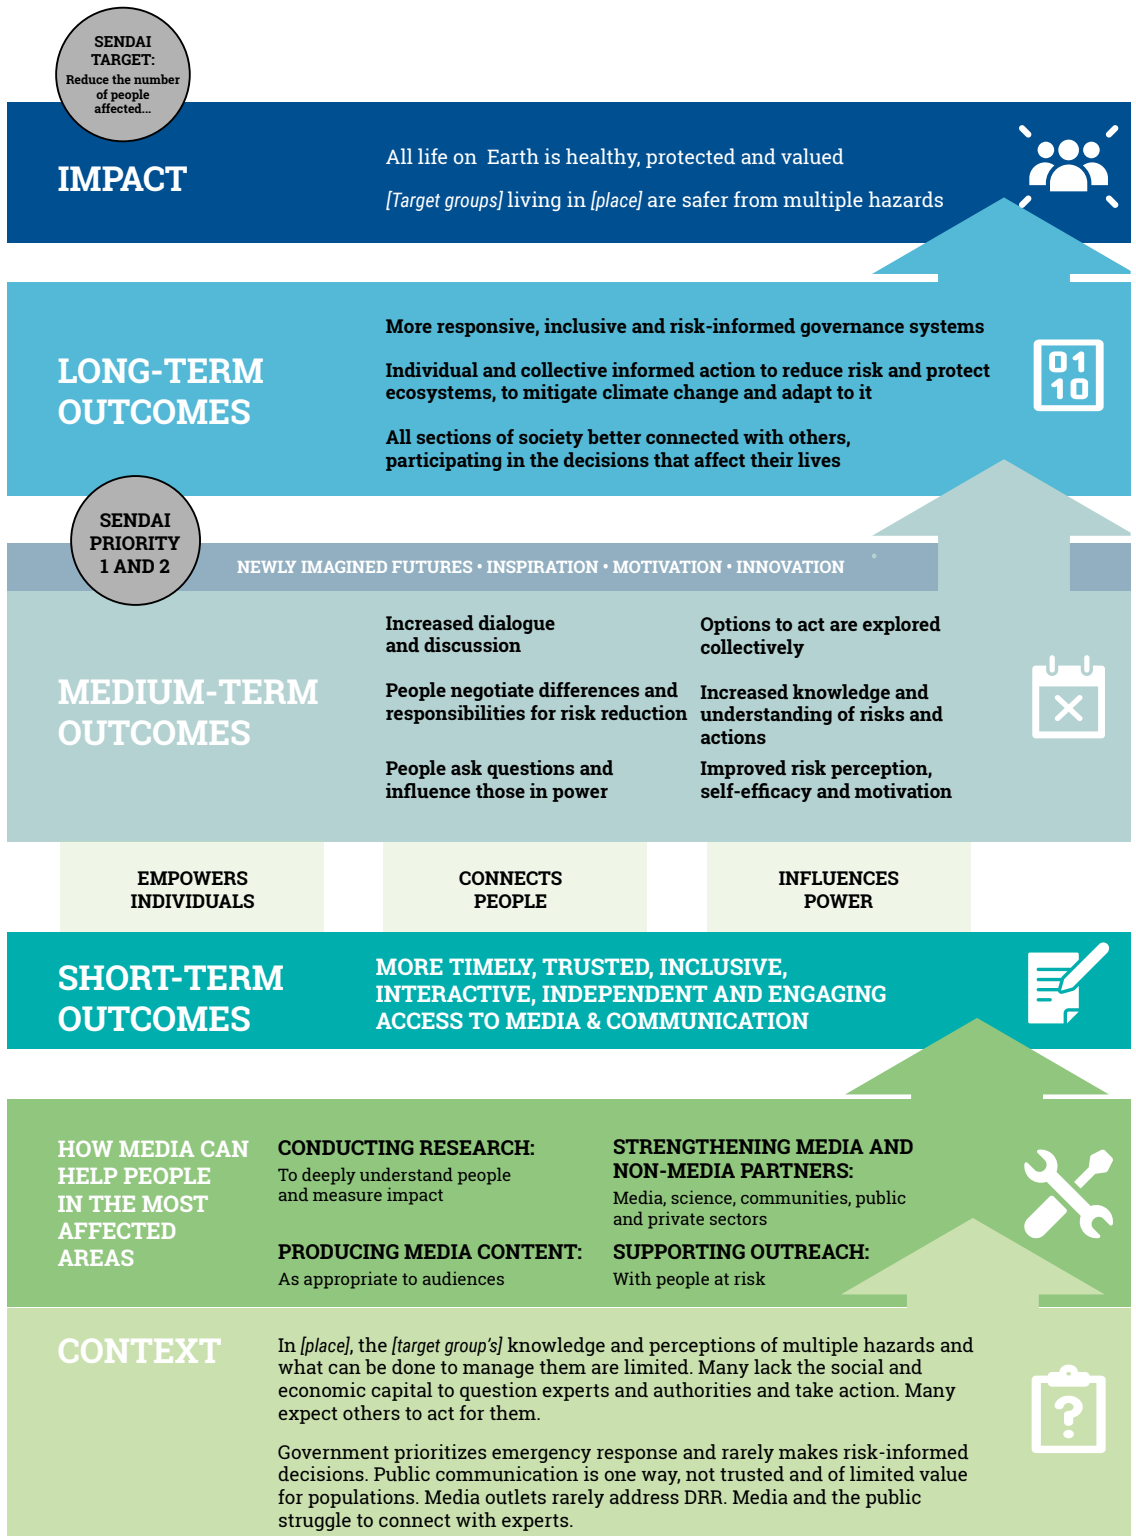 SENDAI
TARGET:
Reduce the number
of people
affected...
IMPACT
All life on Earth is healthy, protected and valued
[Target groups] living in [place] are safer from multiple hazards
LONG-TERM
OUTCOMES
More responsive, inclusive and risk-informed governance systems
Individual and collective informed action to reduce risk and protect
ecosystems, to mitigate climate change and adapt to it
All sections of society better connected with others,
participating in the decisions that affect their lives
01
10
SENDAI
PRIORITY
1 AND 2
NEWLY IMAGINED FUTURES • INSPIRATION • MOTIVATION • INNOVATION
MEDIUM-TERM
OUTCOMES
Increased dialogue
and discussion
People negotiate differences and
responsibilities for risk reduction
People ask questions and
influence those in power
Options to act are explored
collectively
Increased knowledge and
understanding of risks and
actions
Improved risk perception,
self-efficacy and motivation
EMPOWERS
INDIVIDUALS
CONNECTS
PEOPLE
INFLUENCES
POWER
SHORT-TERM
OUTCOMES
MORE TIMELY, TRUSTED, INCLUSIVE,
INTERACTIVE, INDEPENDENT AND ENGAGING
ACCESS TO MEDIA & COMMUNICATION
HOW MEDIA CAN
HELP PEOPLE
IN THE MOST
AFFECTED
AREAS
CONDUCTING RESEARCH:
To deeply understand people
and measure impact
PRODUCING MEDIA CONTENT:
As appropriate to audiences
STRENGTHENING MEDIA AND
NON-MEDIA PARTNERS:
Media, science, communities, public
and private sectors
SUPPORTING OUTREACH:
With people at risk
CONTEXT
In [place], the [target group's] knowledge and perceptions of multiple hazards and
what can be done to manage them are limited. Many lack the social and
economic capital to question experts and authorities and take action. Many
expect others to act for them.
Government prioritizes emergency response and rarely makes risk-informed
decisions. Public communication is one way, not trusted and of limited value
for populations. Media outlets rarely address DRR. Media and the public
struggle to connect with experts.
?